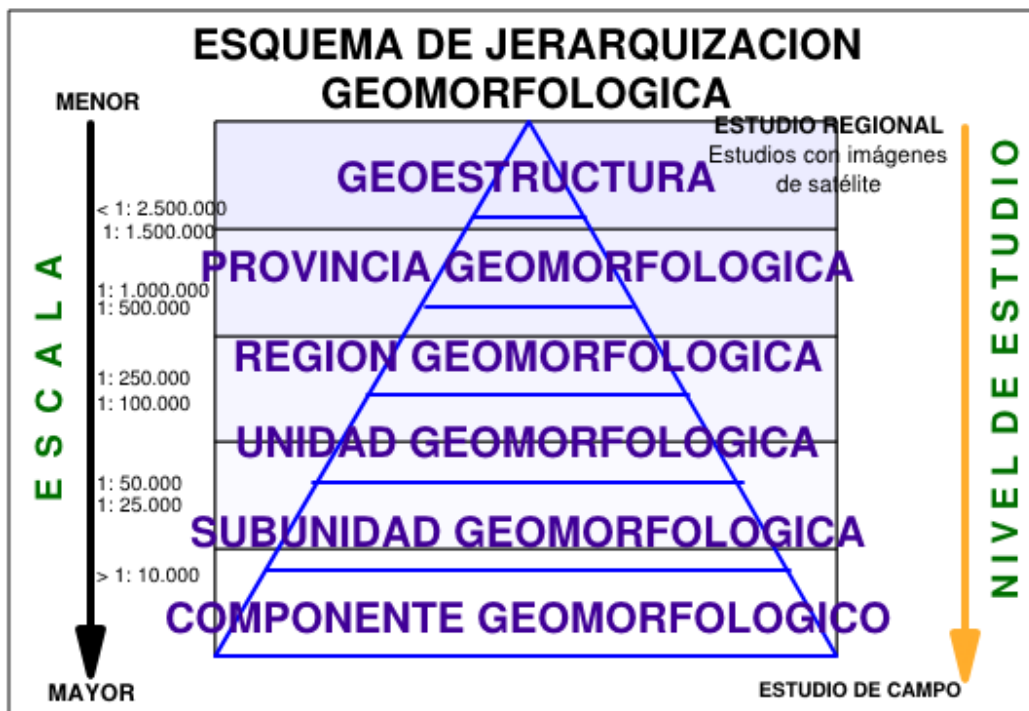 ESQUEMA DE JERARQUIZACION
GEOMORFOLOGICA
MENOR
ESTUDIO REGIONAL
Estudios con imágenes
de satélite
GEOESTRUCTURA
< 1: 2.500.000
1: 1.500.000
PROVINCIA GEOMORFOLOGICA
1: 1.000.000
1: 500.000
REGION GEOMORFOLOGICA
1: 250.000
1: 100.000
UNIDAD GEOMORFOLOGICA
1: 50.000
1: 25.000
SUBUNIDAD GEOMORFOLOGICA
> 1: 10.000
COMPONENTE GEOMORFOLOGICO
MAYOR
ESTUDIO DE CAMPO
ESCALA
NIVEL DE ESTUDIO